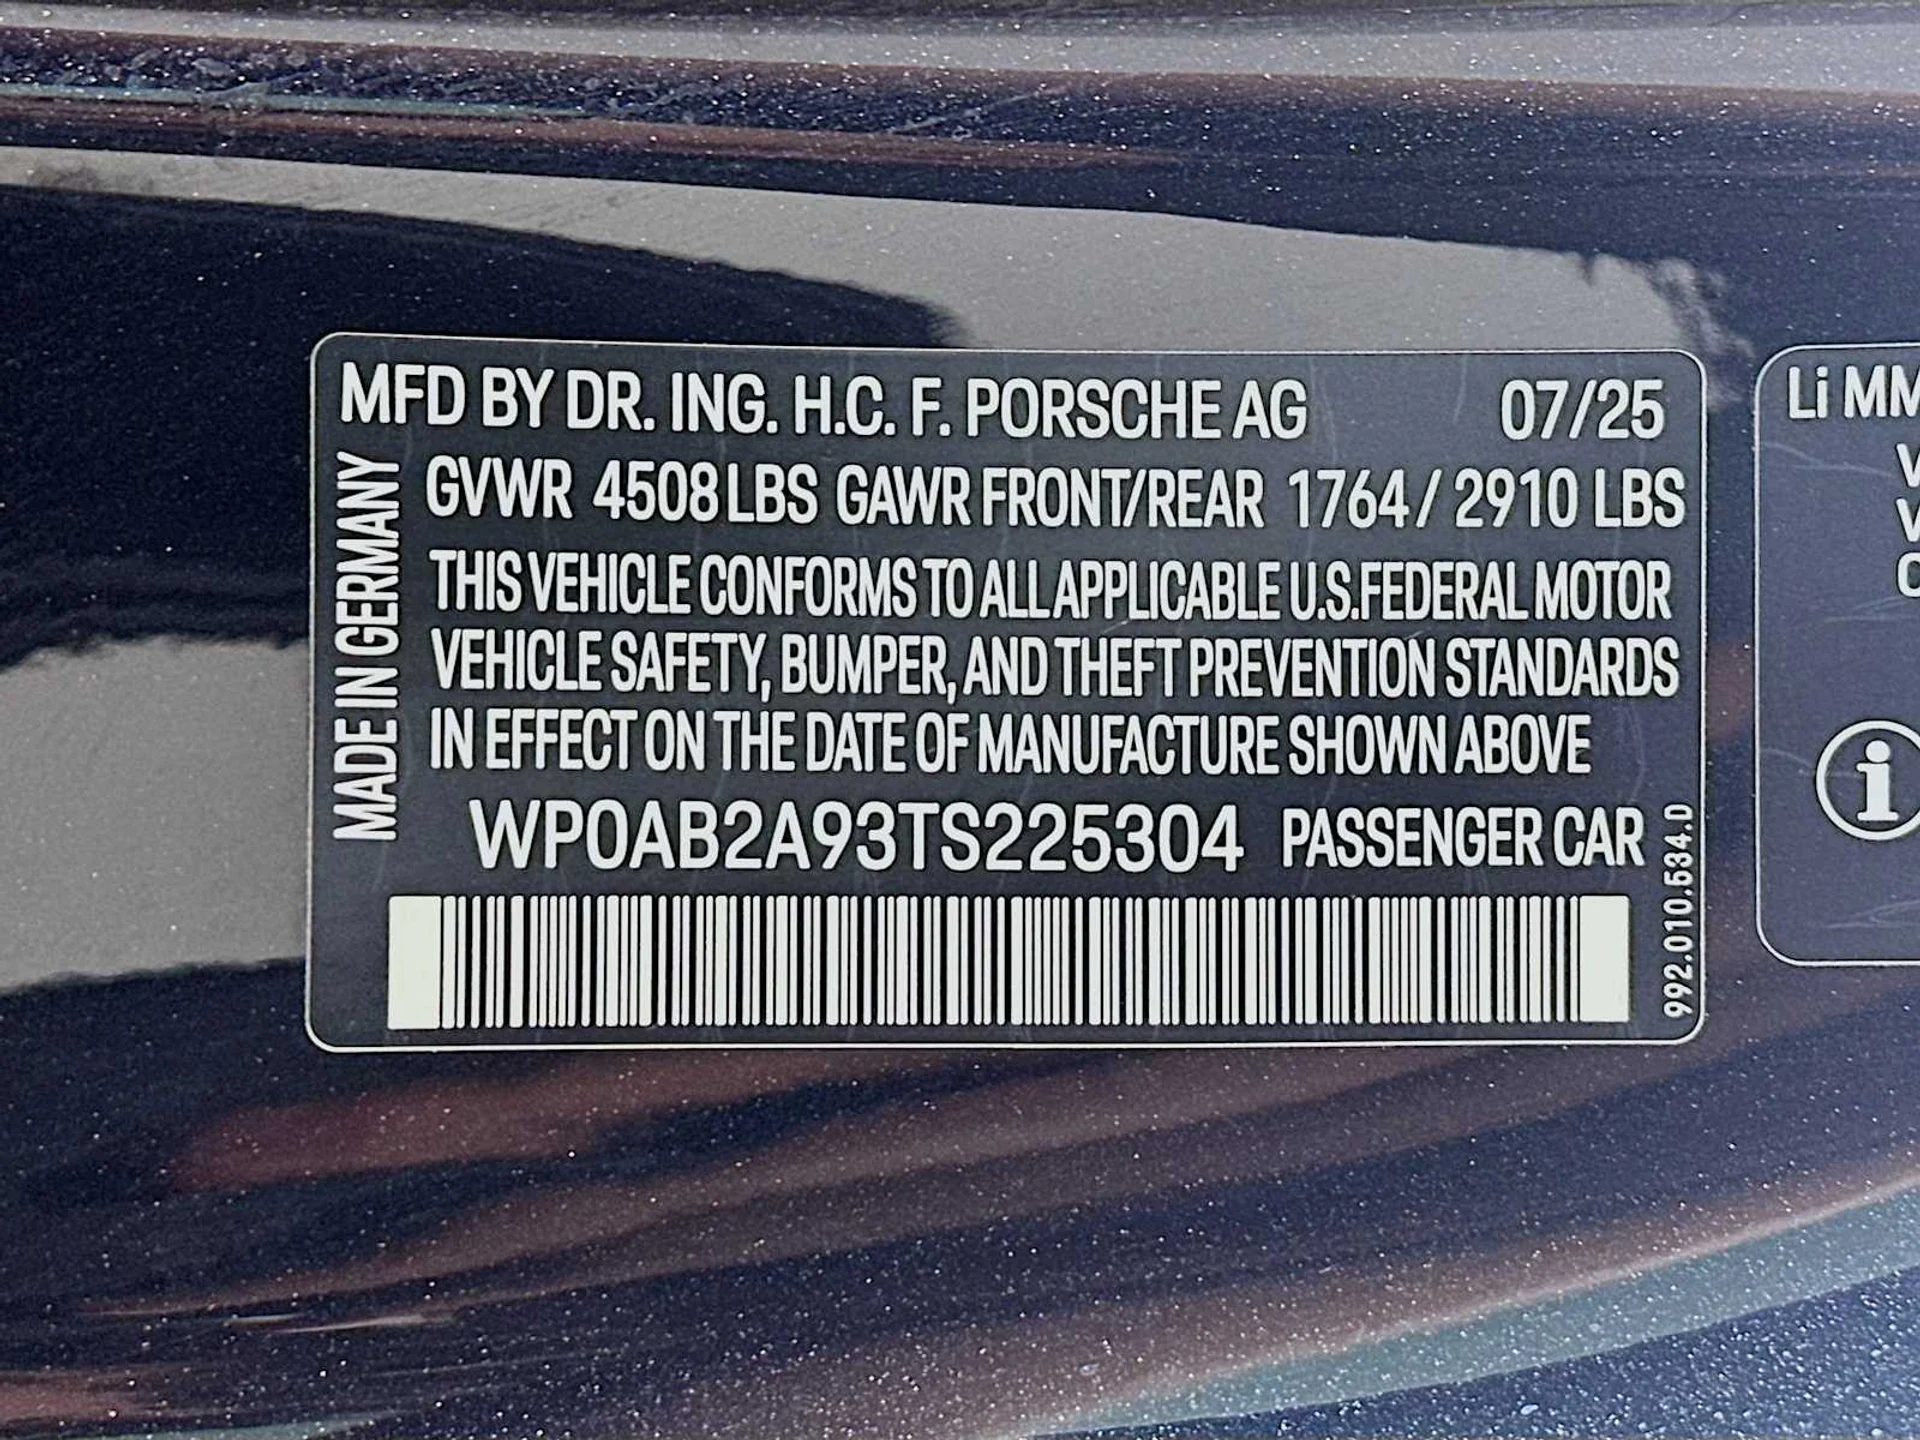 MFD BY DR. ING. H.C. F. PORSCHE AG 07/25
MADE IN GERMANY
GVWR 4508 LBS GAWR FRONT/REAR 1764 / 2910 LBS
THIS VEHICLE CONFORMS TO ALL APPLICABLE U.S. FEDERAL MOTOR
VEHICLE SAFETY, BUMPER, AND THEFT PREVENTION STANDARDS
IN EFFECT ON THE DATE OF MANUFACTURE SHOWN ABOVE
WP0AB2A93TS225304 PASSENGER CAR
992.010.534.D
Li MM